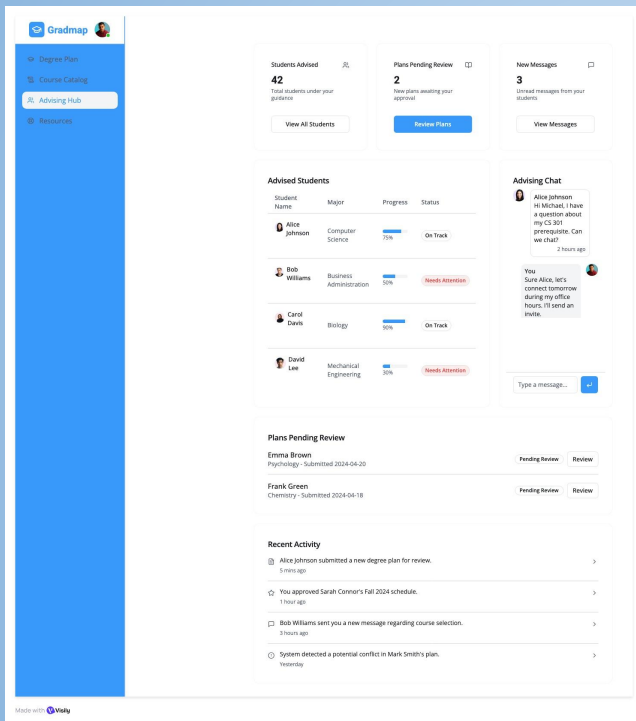 Gradmap
Degree Plan
Course Catalog
Advising Hub
Resources
Students Advised
42
Total students under your
guidance
View All Students
Plans Pending Review
2
New plans awaiting your
approval
Review Plans
New Messages
3
Unread messages from your
students
View Messages
Advised Students
Student
Name
Major
Progress
Status
Alice
Johnson
Computer
Science
75%
On Track
Bob
Williams
Business
Administration
50%
Needs Attention
Carol
Davis
Biology
90%
On Track
David
Lee
Mechanical
Engineering
30%
Needs Attention
Advising Chat
Alice Johnson
Hi Michael, I have
a question about
my CS 301
prerequisite. Can
we chat?
2 hours ago
You
Sure Alice, let's
connect tomorrow
during my office
hours. I'll send an
invite.
Type a message...
Plans Pending Review
Emma Brown
Psychology - Submitted 2024-04-20
Pending Review
Review
Frank Green
Chemistry - Submitted 2024-04-18
Pending Review
Review
Recent Activity
Alice Johnson submitted a new degree plan for review.
5 mins ago
You approved Sarah Connor's Fall 2024 schedule.
1 hour ago
Bob Williams sent you a new message regarding course selection.
3 hours ago
System detected a potential conflict in Mark Smith's plan.
Yesterday
Made with Visily